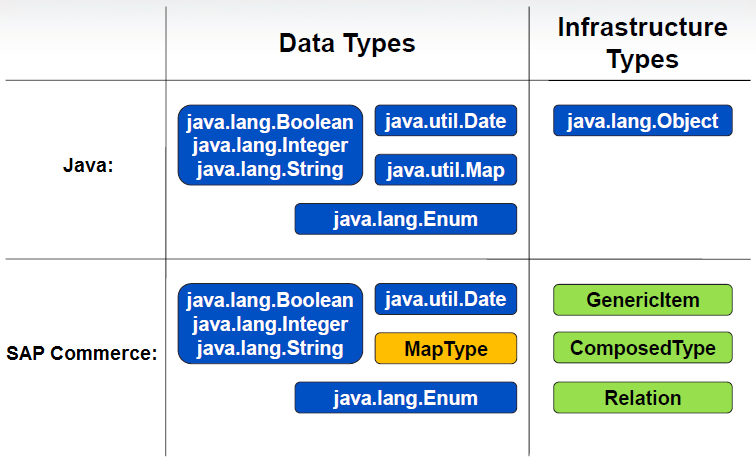 Data Types
Infrastructure
Types
Java:
java.lang.Boolean
java.lang.Integer
java.lang.String
java.util.Date
java.util.Map
java.lang.Enum
java.lang.Object
SAP Commerce:
java.lang.Boolean
java.lang.Integer
java.lang.String
java.util.Date
MapType
java.lang.Enum
GenericItem
ComposedType
Relation